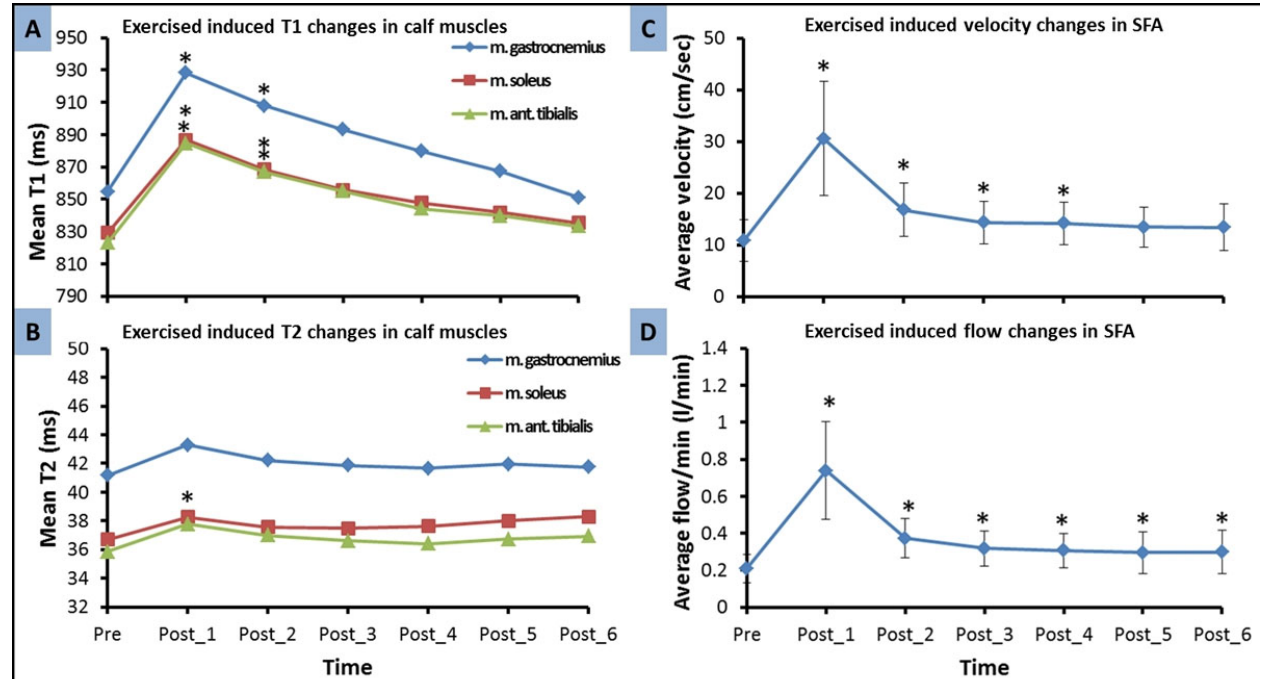 A
Exercised induced T1 changes in calf muscles
950
930
910
890
870
850
830
810
790
Mean T1 (ms)
m. gastrocnemius
m. soleus
m. ant. tibialis
*
*
*
*
*
*
B
Exercised induced T2 changes in calf muscles
50
48
46
44
42
40
38
36
34
32
Mean T2 (ms)
m. gastrocnemius
m. soleus
m. ant. tibialis
*
Pre Post_1 Post_2 Post_3 Post_4 Post_5 Post_6
Time
C
Exercised induced velocity changes in SFA
50
40
30
20
10
0
Average velocity (cm/sec)
*
*
*
*
D
Exercised induced flow changes in SFA
1.4
1.2
1
0.8
0.6
0.4
0.2
0
Average flow/min (l/min)
*
*
*
*
*
*
Pre Post_1 Post_2 Post_3 Post_4 Post_5 Post_6
Time